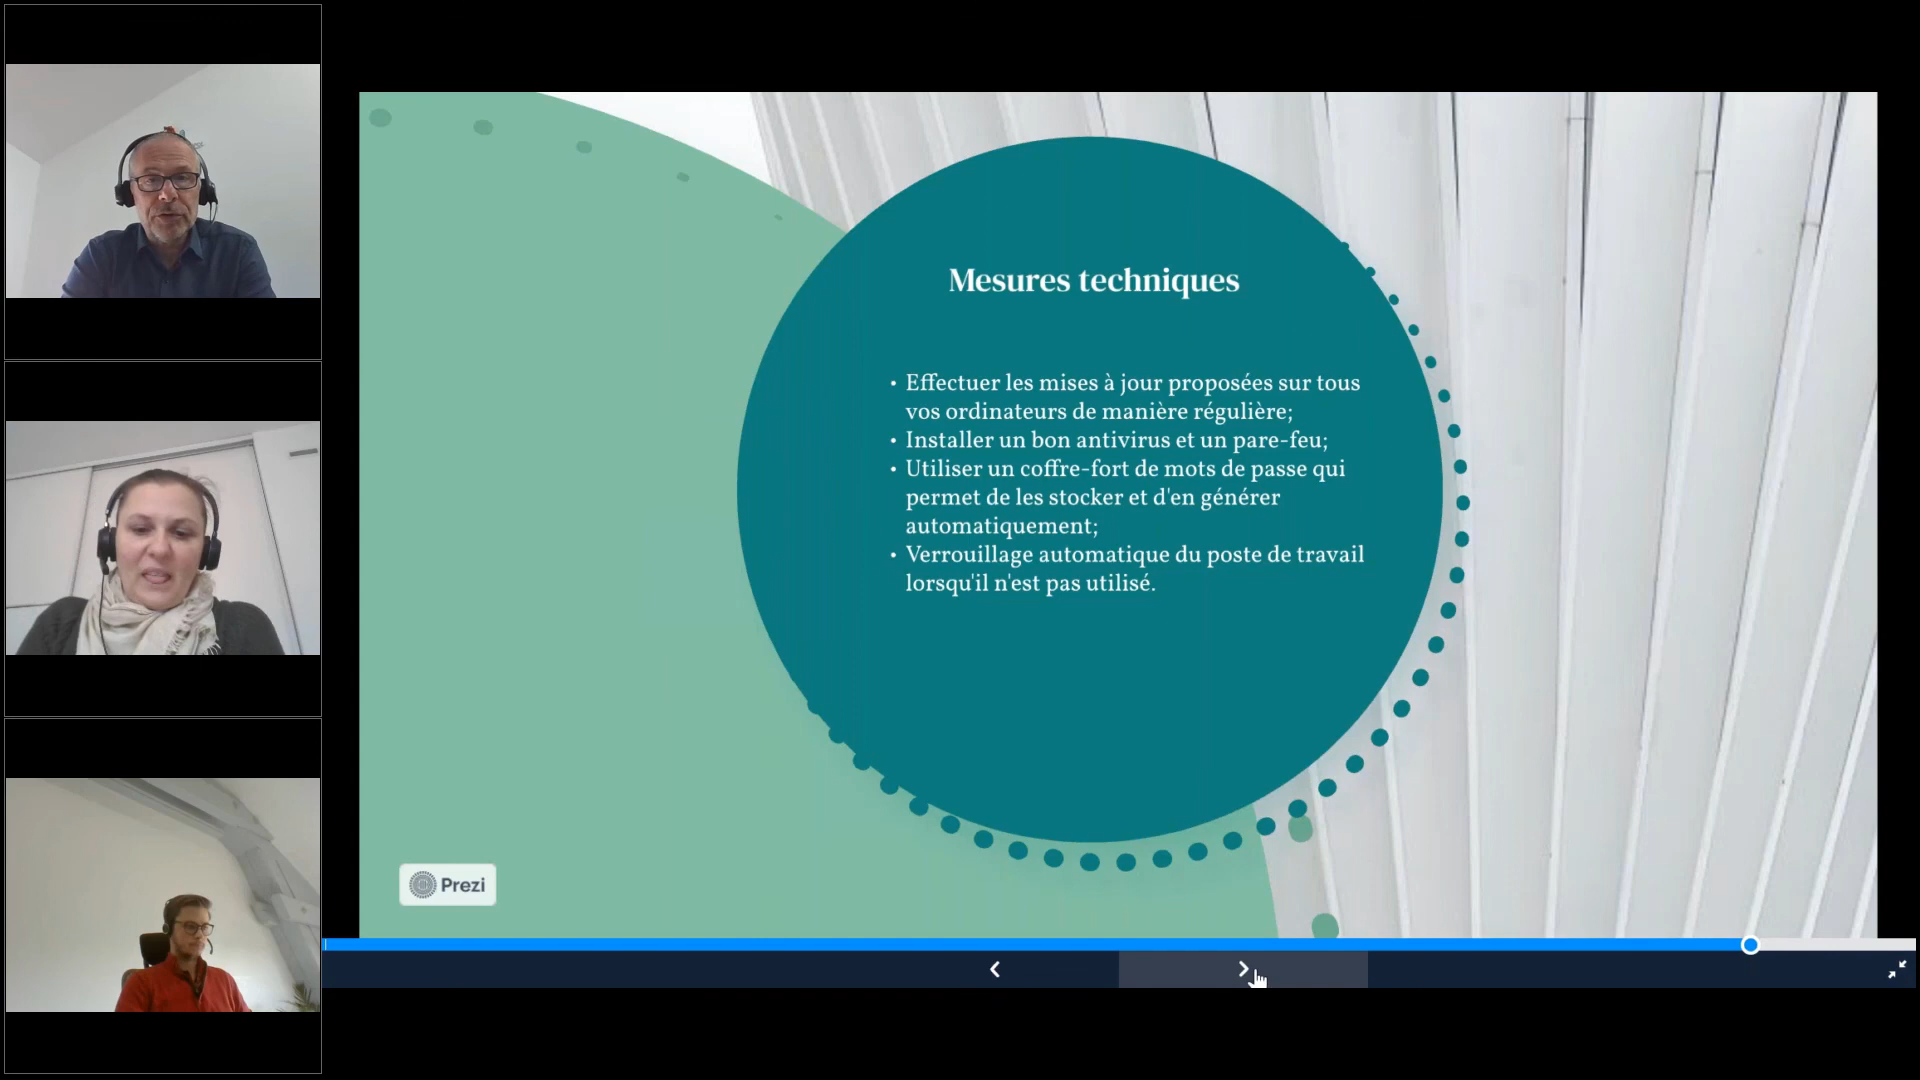 Mesures techniques
• Effectuer les mises à jour proposées sur tous
vos ordinateurs de manière régulière;
• Installer un bon antivirus et un pare-feu;
• Utiliser un coffre-fort de mots de passe qui
permet de les stocker et d'en générer
automatiquement;
• Verrouillage automatique du poste de travail
lorsqu'il n'est pas utilisé.
Prezi